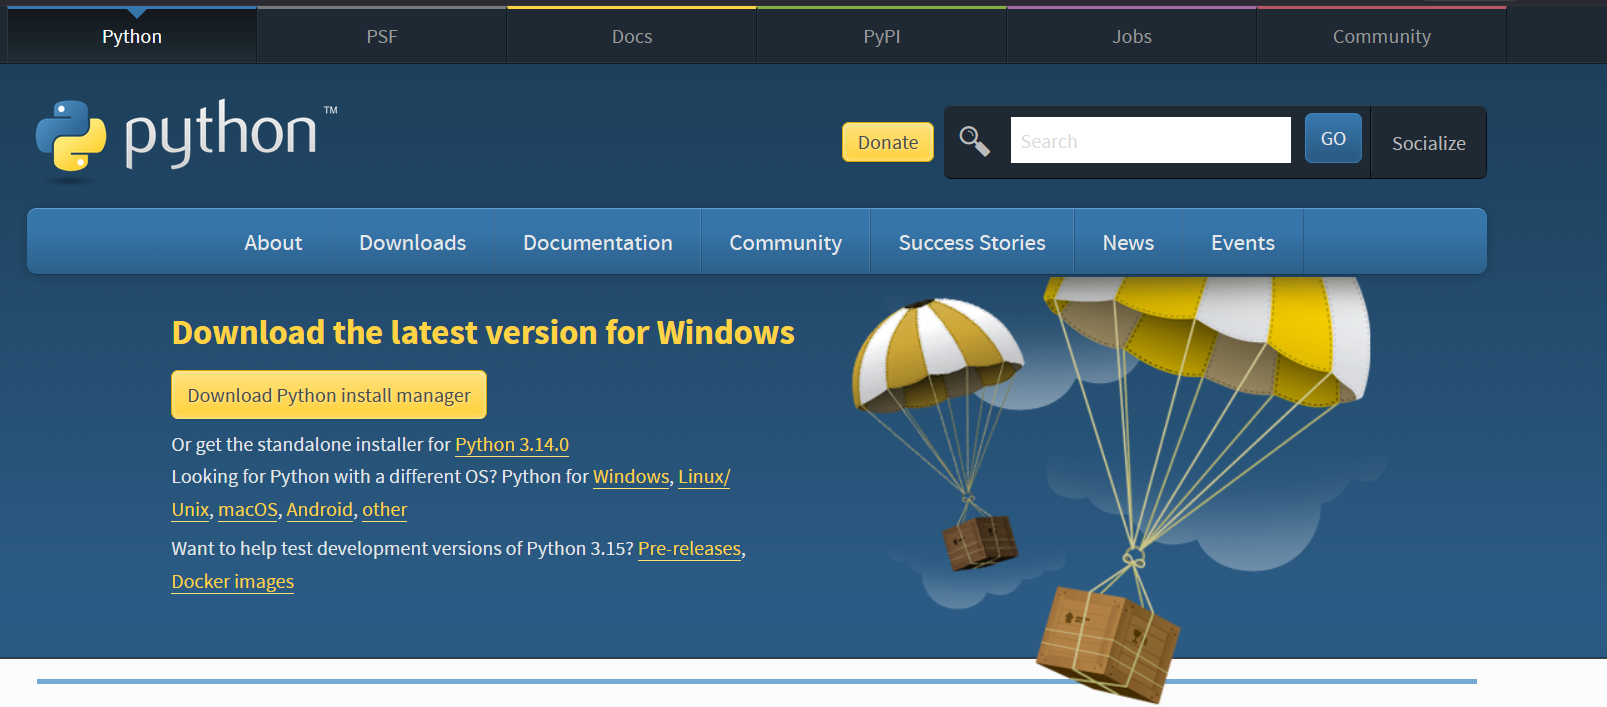 Python
PSF
Docs
PyPI
Jobs
Community
python™
Donate
Search
GO
Socialize
About
Downloads
Documentation
Community
Success Stories
News
Events
Download the latest version for Windows
Download Python install manager
Or get the standalone installer for Python 3.14.0
Looking for Python with a different OS? Python for Windows, Linux/
Unix, macOS, Android, other
Want to help test development versions of Python 3.15? Pre-releases,
Docker images